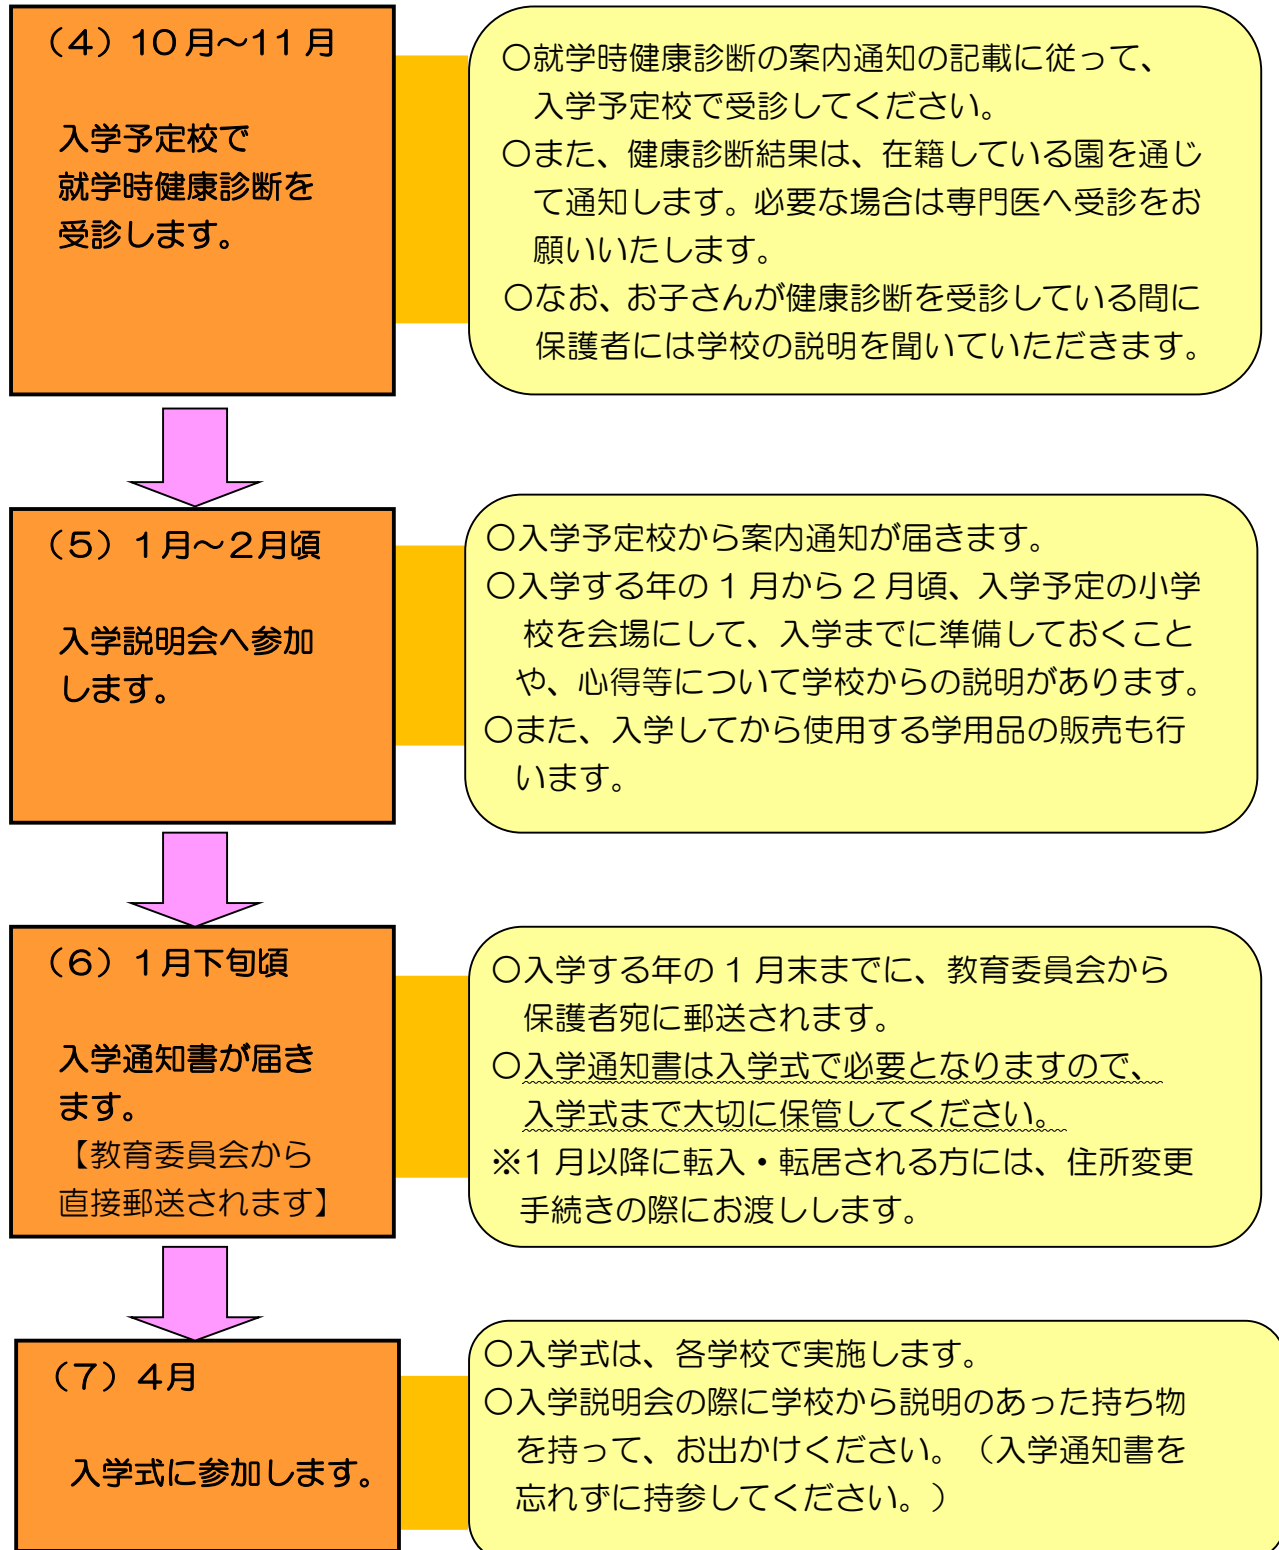 （4）10月～11月
入学予定校で
就学時健康診断を
受診します。
○就学時健康診断の案内通知の記載に従って、
入学予定校で受診してください。
○また、健康診断結果は、在籍している園を通じ
て通知します。必要な場合は専門医へ受診をお
願いいたします。
○なお、お子さんが健康診断を受診している間に
保護者には学校の説明を聞いていただきます。
（5）1月～2月頃
入学説明会へ参加
します。
○入学予定校から案内通知が届きます。
○入学する年の1月から2月頃、入学予定の小学
校を会場にして、入学までに準備しておくこと
や、心得等について学校からの説明があります。
○また、入学してから使用する学用品の販売も行
います。
（6）1月下旬頃
入学通知書が届き
ます。
【教育委員会から
直接郵送されます】
○入学する年の1月末までに、教育委員会から
保護者宛に郵送されます。
○入学通知書は入学式で必要となりますので、
入学式まで大切に保管してください。
※1月以降に転入・転居される方には、住所変更
手続きの際にお渡しします。
（7）4月
入学式に参加します。
○入学式は、各学校で実施します。
○入学説明会の際に学校から説明のあった持ち物
を持って、お出かけください。（入学通知書を
忘れずに持参してください。）